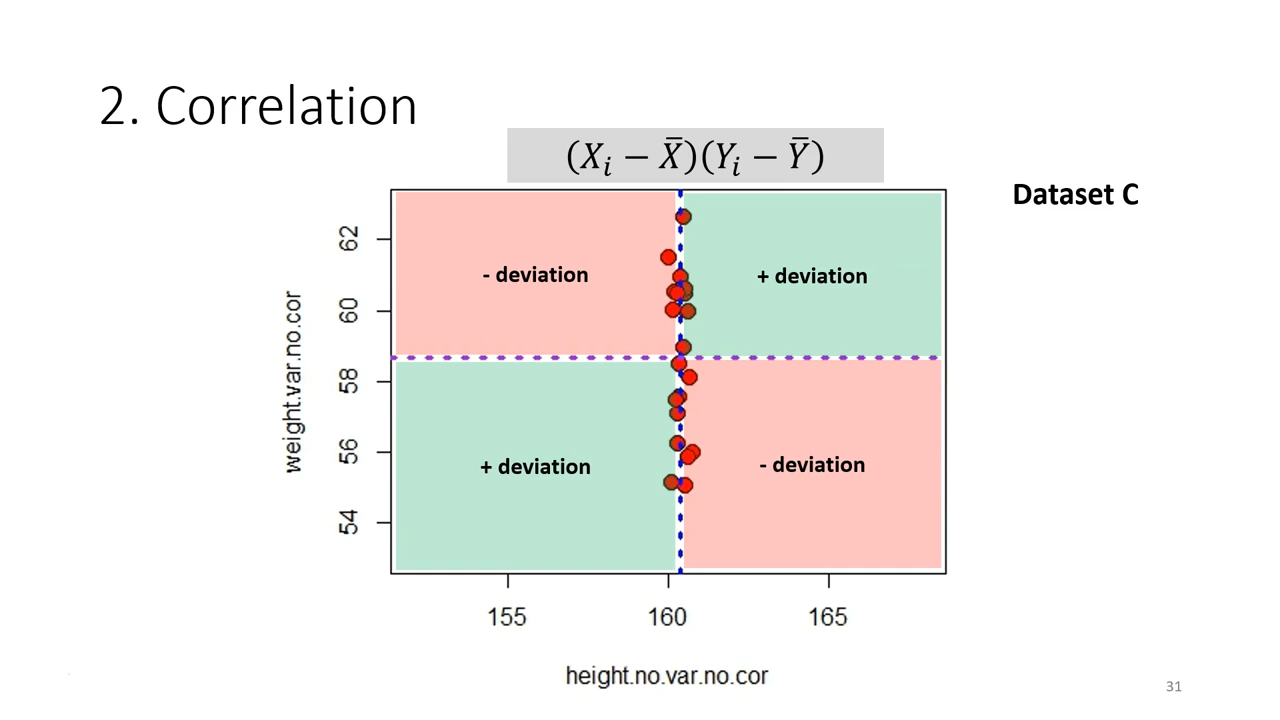 2. Correlation
(X_i − X̄)(Y_i − Ȳ)
Dataset C
- deviation
+ deviation
+ deviation
- deviation
weight.var.no.cor
62
60
58
56
54
155 160 165
height.no.var.no.cor
31